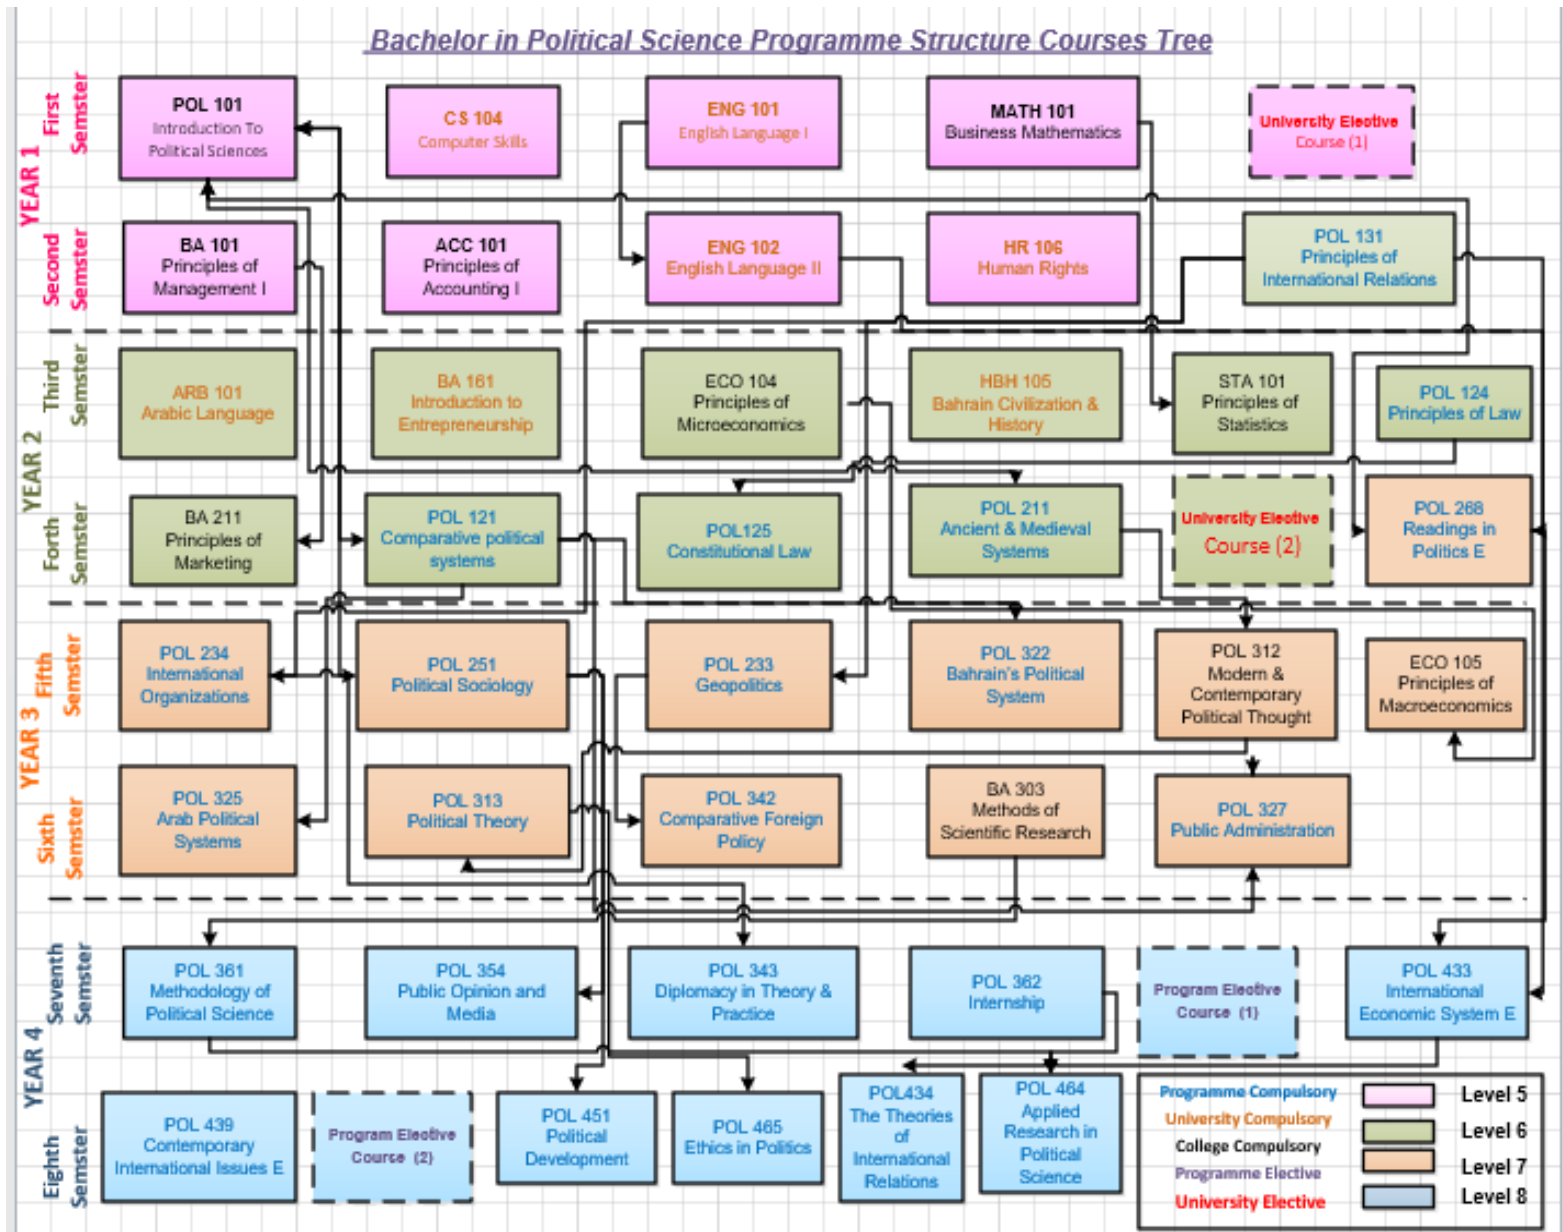 Bachelor in Political Science Programme Structure Courses Tree
YEAR 1
First
Semster
POL 101
Introduction To
Political Sciences
CS 104
Computer Skills
ENG 101
English Language I
MATH 101
Business Mathematics
University Elective
Course (1)
Second
Semster
BA 101
Principles of
Management I
ACC 101
Principles of
Accounting I
ENG 102
English Language II
HR 106
Human Rights
POL 131
Principles of
International Relations
YEAR 2
Third
Semster
ARB 101
Arabic Language
BA 161
Introduction to
Entrepreneurship
ECO 104
Principles of
Microeconomics
HBH 105
Bahrain Civilization &
History
STA 101
Principles of
Statistics
POL 124
Principles of Law
Forth
Semster
BA 211
Principles of
Marketing
POL 121
Comparative political
systems
POL125
Constitutional Law
POL 211
Ancient & Medieval
Systems
University Elective
Course (2)
POL 268
Readings in
Politics E
YEAR 3
Fifth
Semster
POL 234
International
Organizations
POL 251
Political Sociology
POL 233
Geopolitics
POL 322
Bahrain's Political
System
POL 312
Modern &
Contemporary
Political Thought
ECO 105
Principles of
Macroeconomics
Sixth
Semster
POL 325
Arab Political
Systems
POL 313
Political Theory
POL 342
Comparative Foreign
Policy
BA 303
Methods of
Scientific Research
POL 327
Public Administration
YEAR 4
Seventh
Semster
POL 361
Methodology of
Political Science
POL 354
Public Opinion and
Media
POL 343
Diplomacy in Theory &
Practice
POL 362
Internship
Program Elective
Course (1)
POL 433
International
Economic System E
Eighth
Semster
POL 439
Contemporary
International Issues E
Program Elective
Course (2)
POL 451
Political
Development
POL 465
Ethics in Politics
POL434
The Theories
of
International
Relations
POL 464
Applied
Research in
Political
Science
Programme Compulsory
University Compulsory
College Compulsory
Programme Elective
University Elective
Level 5
Level 6
Level 7
Level 8